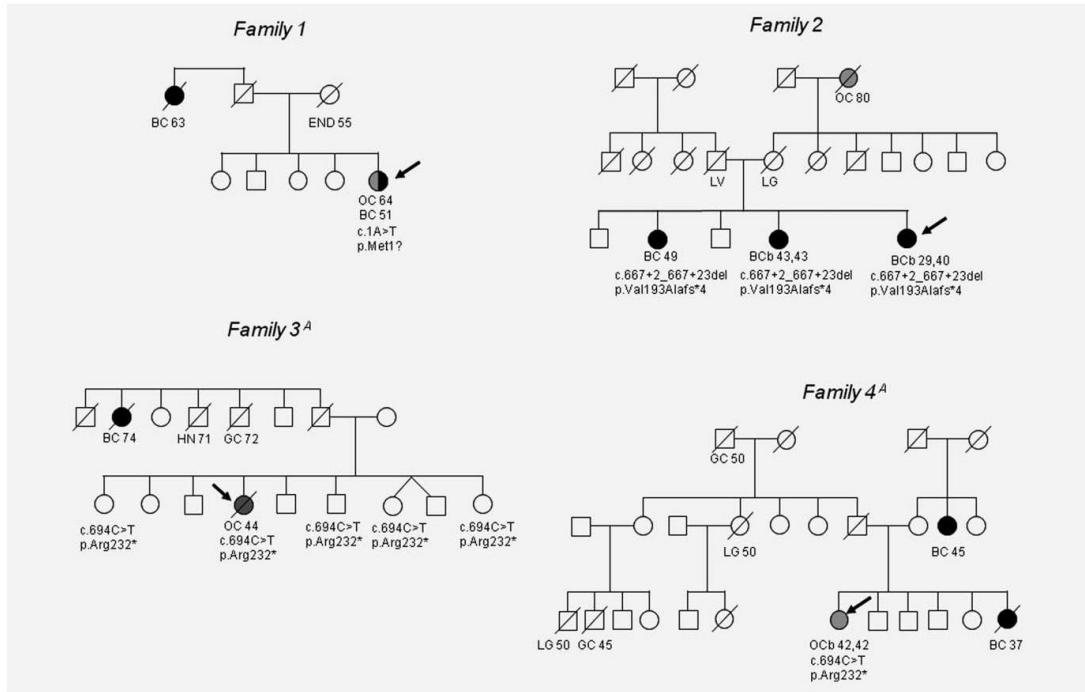 Family 1
BC 63
END 55
OC 64
BC 51
c.1A>T
p.Met1?
Family 2
OC 80
LV
LG
BC 49
c.667+2_667+23del
p.Val193Alafs*4
BCb 43,43
c.667+2_667+23del
p.Val193Alafs*4
BCb 29,40
c.667+2_667+23del
p.Val193Alafs*4
Family 3 A
BC 74
HN 71
GC 72
c.694C>T
p.Arg232*
OC 44
c.694C>T
p.Arg232*
c.694C>T
p.Arg232*
c.694C>T
p.Arg232*
c.694C>T
p.Arg232*
Family 4 A
GC 50
LG 50
BC 45
LG 50
GC 45
OCb 42,42
c.694C>T
p.Arg232*
BC 37